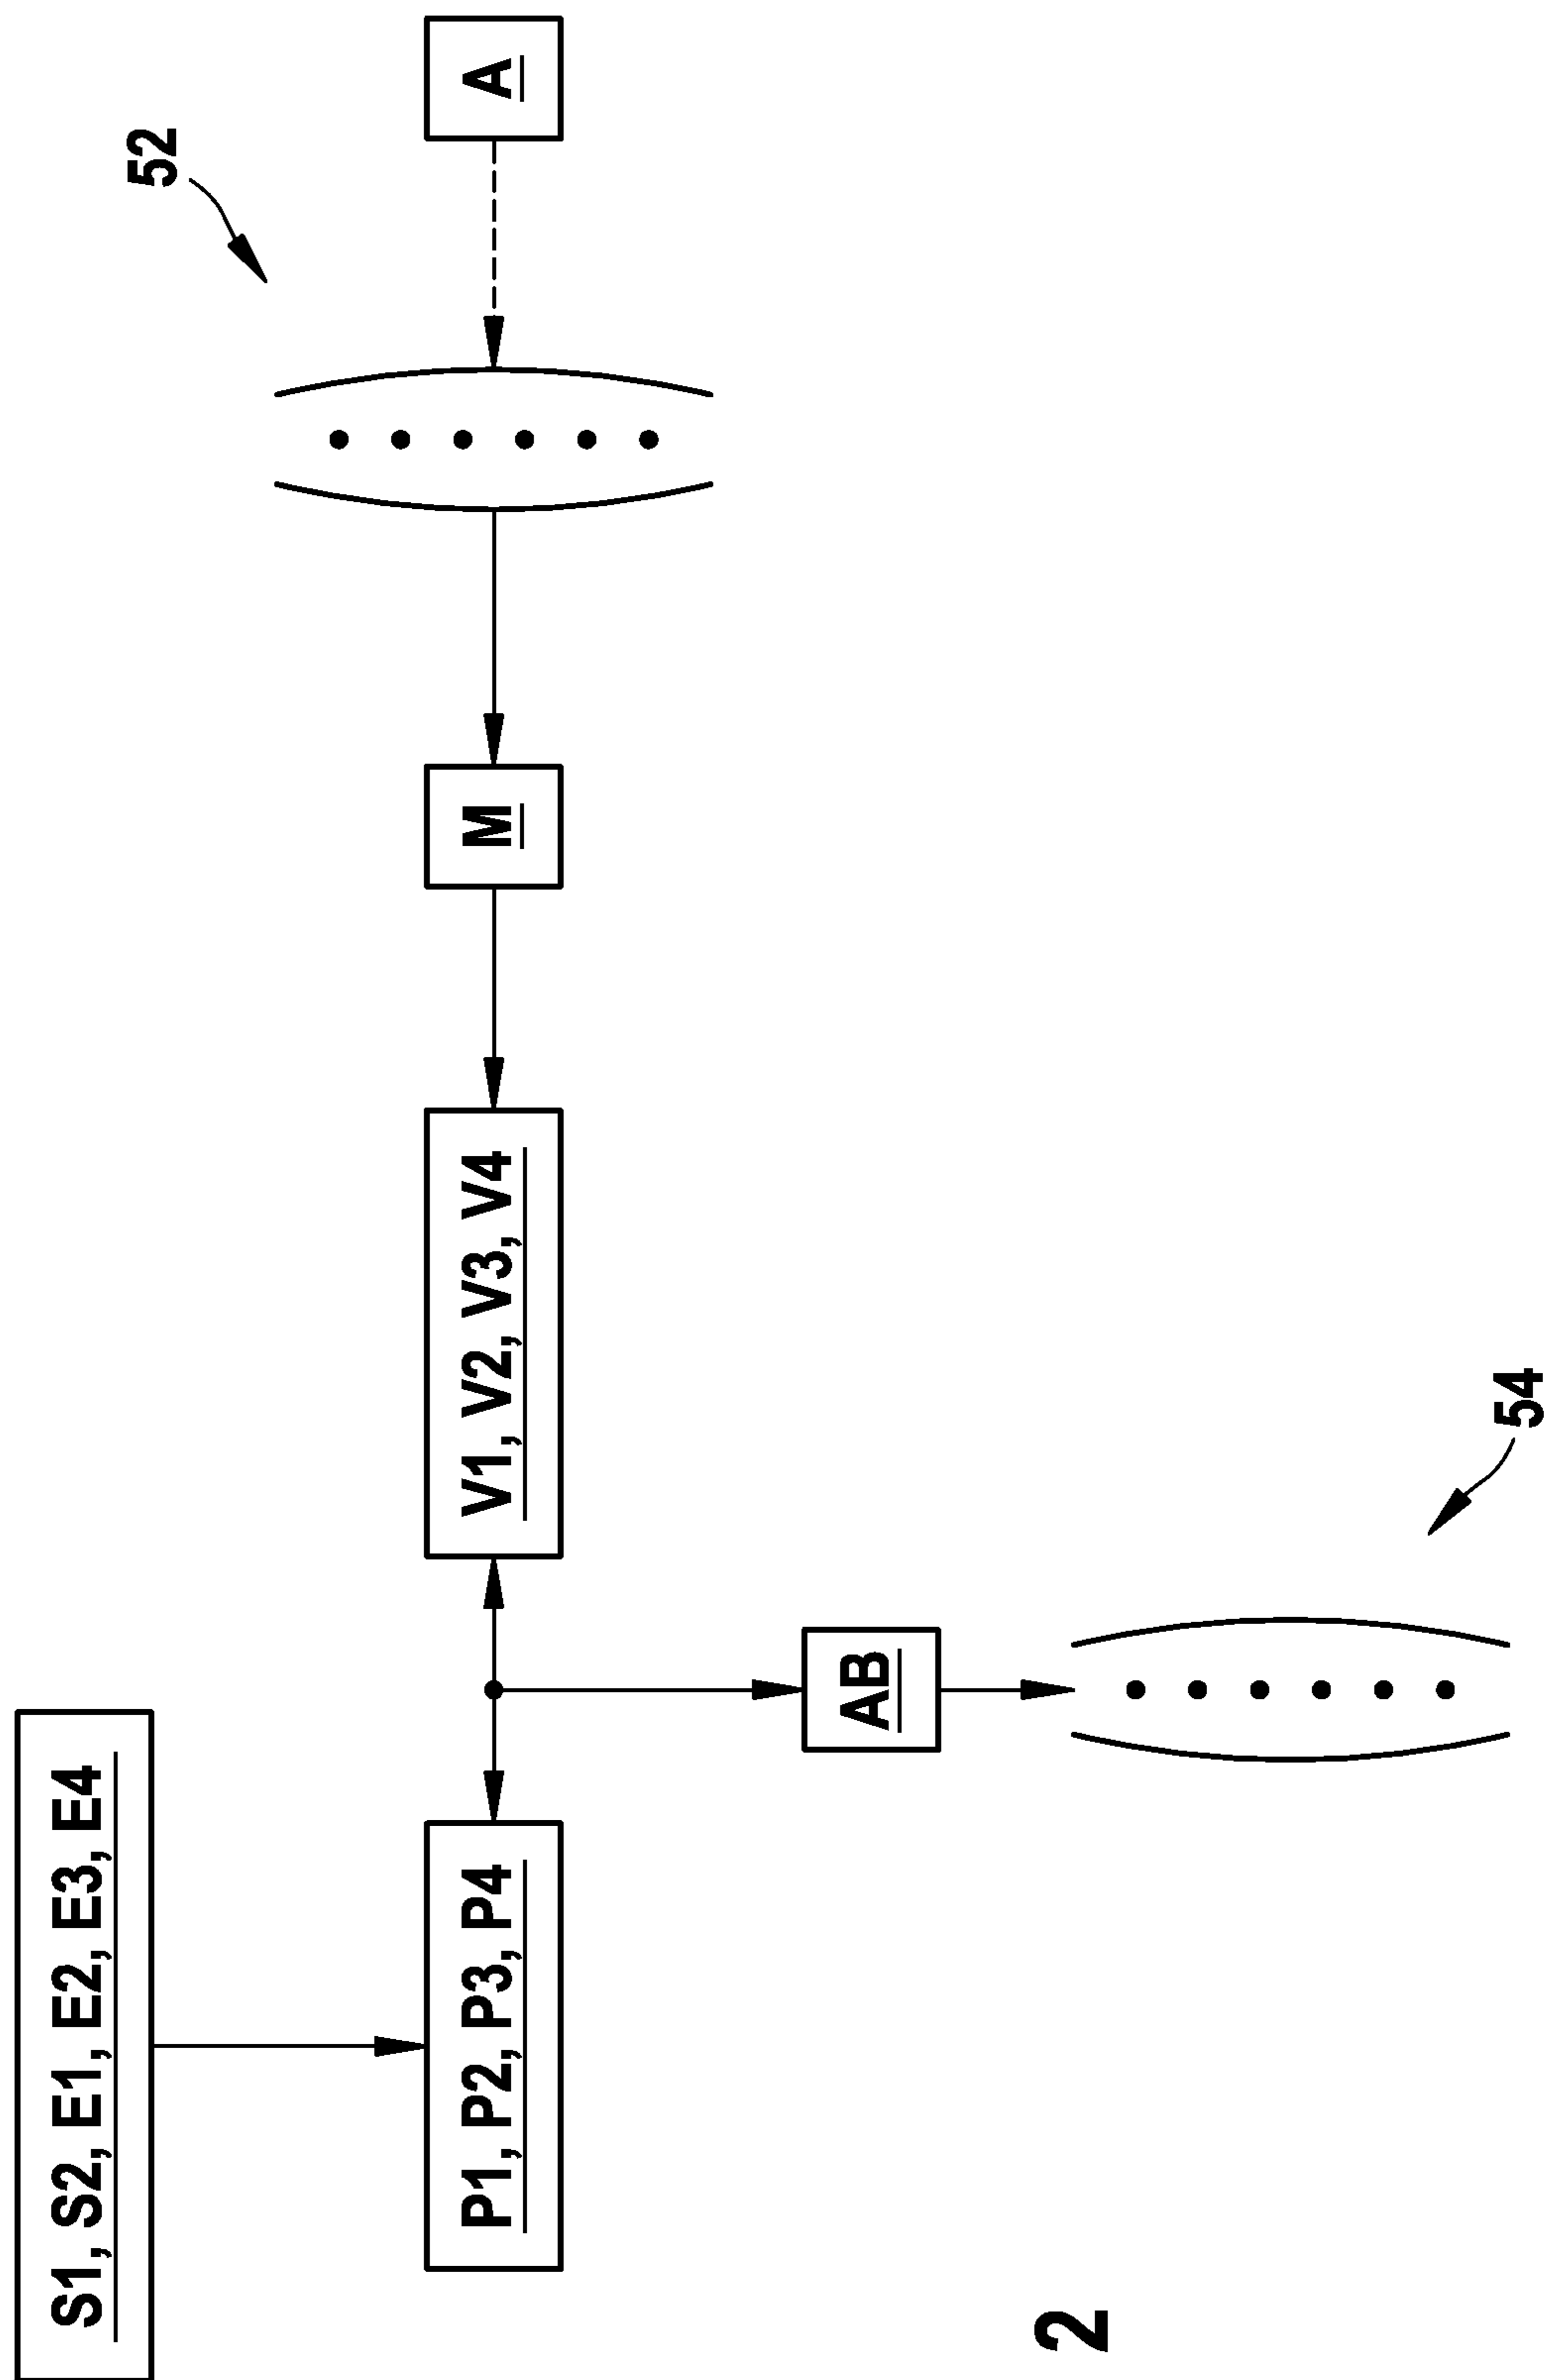 S1, S2, E1, E2, E3, E4
52
P1, P2, P3, P4
V1, V2, V3, V4
M
A
AB
54
2